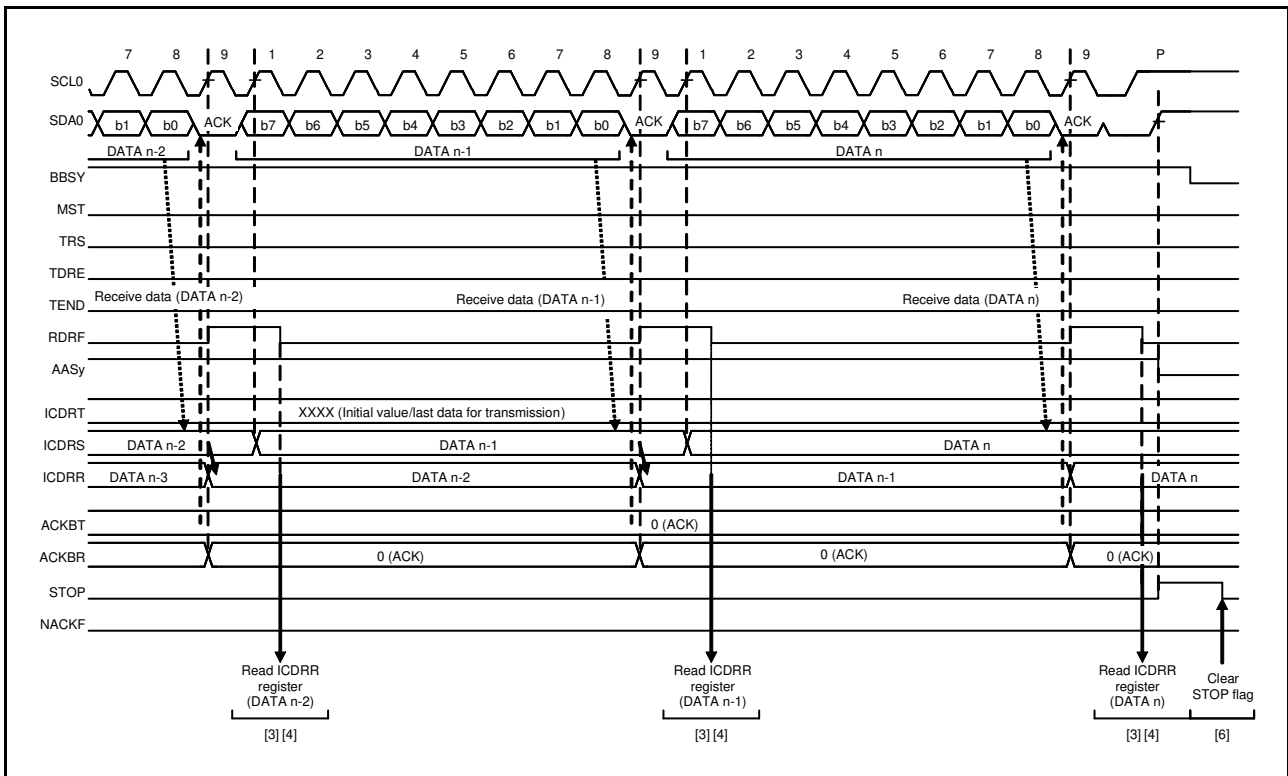 7 8 9 1 2 3 4 5 6 7 8 9 1 2 3 4 5 6 7 8 9 P
SCL0
SDA0 b1 b0 ACK b7 b6 b5 b4 b3 b2 b1 b0 ACK b7 b6 b5 b4 b3 b2 b1 b0 ACK
DATA n-2 DATA n-1 DATA n
BBSY
MST
TRS
TDRE
TEND Receive data (DATA n-2) Receive data (DATA n-1) Receive data (DATA n)
RDRF
AASy
ICDRT XXXX (Initial value/last data for transmission)
ICDRS DATA n-2 DATA n-1 DATA n
ICDRR DATA n-3 DATA n-2 DATA n-1 DATA n
ACKBT 0 (ACK)
ACKBR 0 (ACK) 0 (ACK) 0 (ACK)
STOP
NACKF
Read ICDRR
register
(DATA n-2)
[3] [4]
Read ICDRR
register
(DATA n-1)
[3] [4]
Read ICDRR
register
(DATA n)
[3] [4]
Clear
STOP flag
[6]